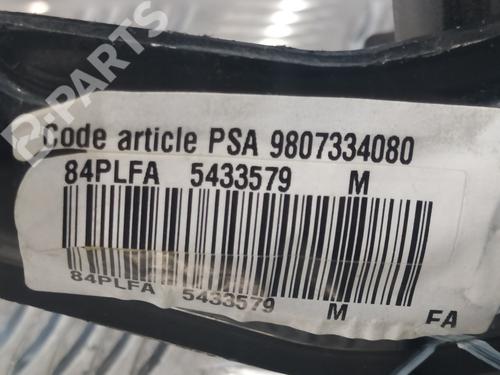 B-PARTS
Code article PSA 9807334080
84PLFA 5433579 M
84PLFA 5433579 M FA